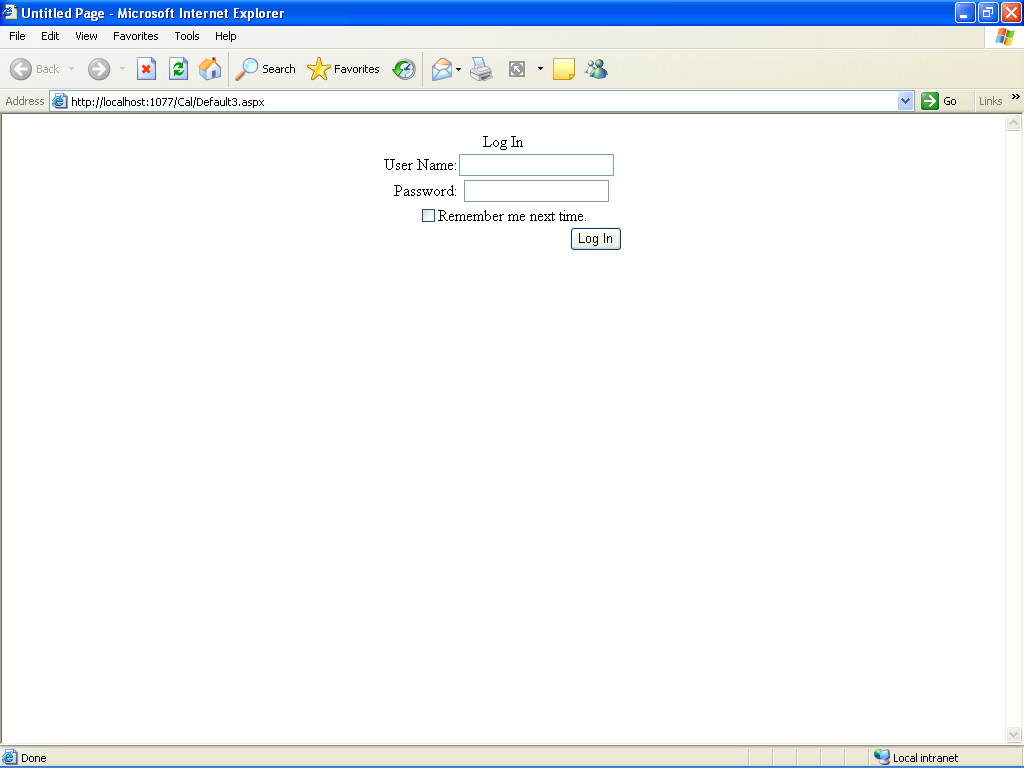 Untitled Page - Microsoft Internet Explorer
File Edit View Favorites Tools Help
Back Search Favorites
Address http://localhost:1077/Cal/Default3.aspx Go Links »
Log In
User Name:
Password:
Remember me next time.
Log In
Done Local intranet